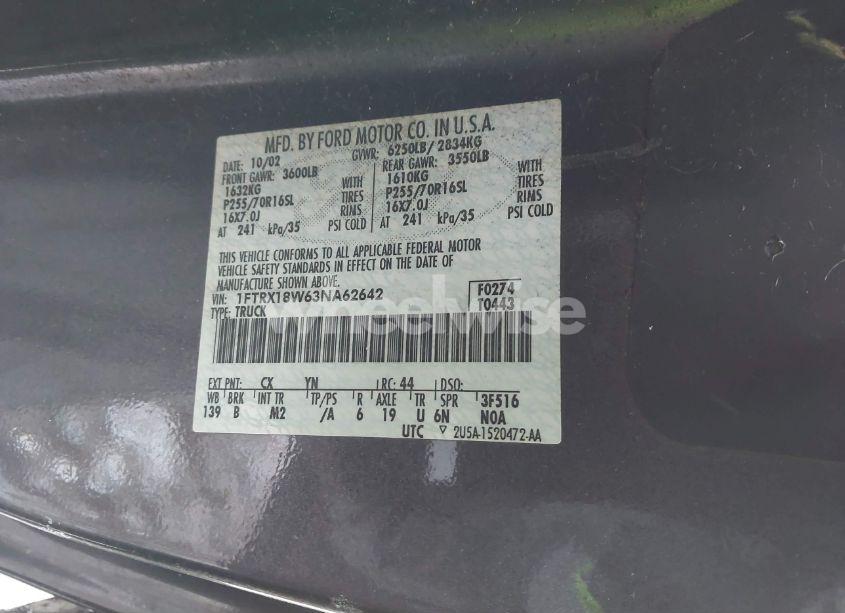 MFD. BY FORD MOTOR CO. IN U.S.A.
DATE: 10/02 GVWR: 6250LB/ 2834KG
FRONT GAWR: 3600LB REAR GAWR: 3550LB
1632KG WITH 1610KG WITH
P255/70R16SL TIRES P255/70R16SL TIRES
16X7.0J RIMS 16X7.0J RIMS
AT 241 kPa/35 PSI COLD AT 241 kPa/35 PSI COLD
THIS VEHICLE CONFORMS TO ALL APPLICABLE FEDERAL MOTOR
VEHICLE SAFETY STANDARDS IN EFFECT ON THE DATE OF
MANUFACTURE SHOWN ABOVE.
VIN: 1FTRX18W63NA62642 F0274
TYPE: TRUCK T0443
wheelwise
EXT PNT: CX YN RC: 44 DSO:
WB BRK INT TR TP/PS R AXLE TR SPR 3F516
139 B M2 /A 6 19 U 6N NOA
UTC ▽ 2U5A-1520472-AA